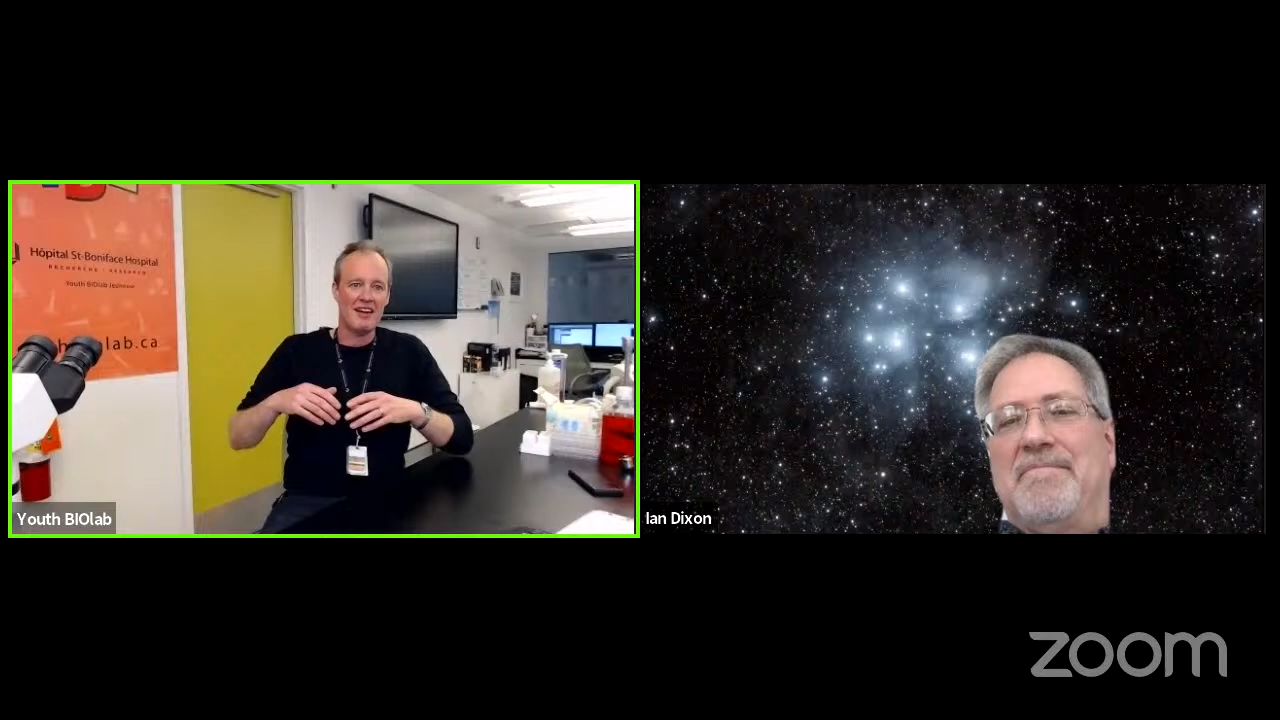 Hôpital St-Boniface Hospital
RECHERCHE · RESEARCH
Youth BIOlab Jeunesse
lab.ca
Youth BIOlab
Ian Dixon
zoom